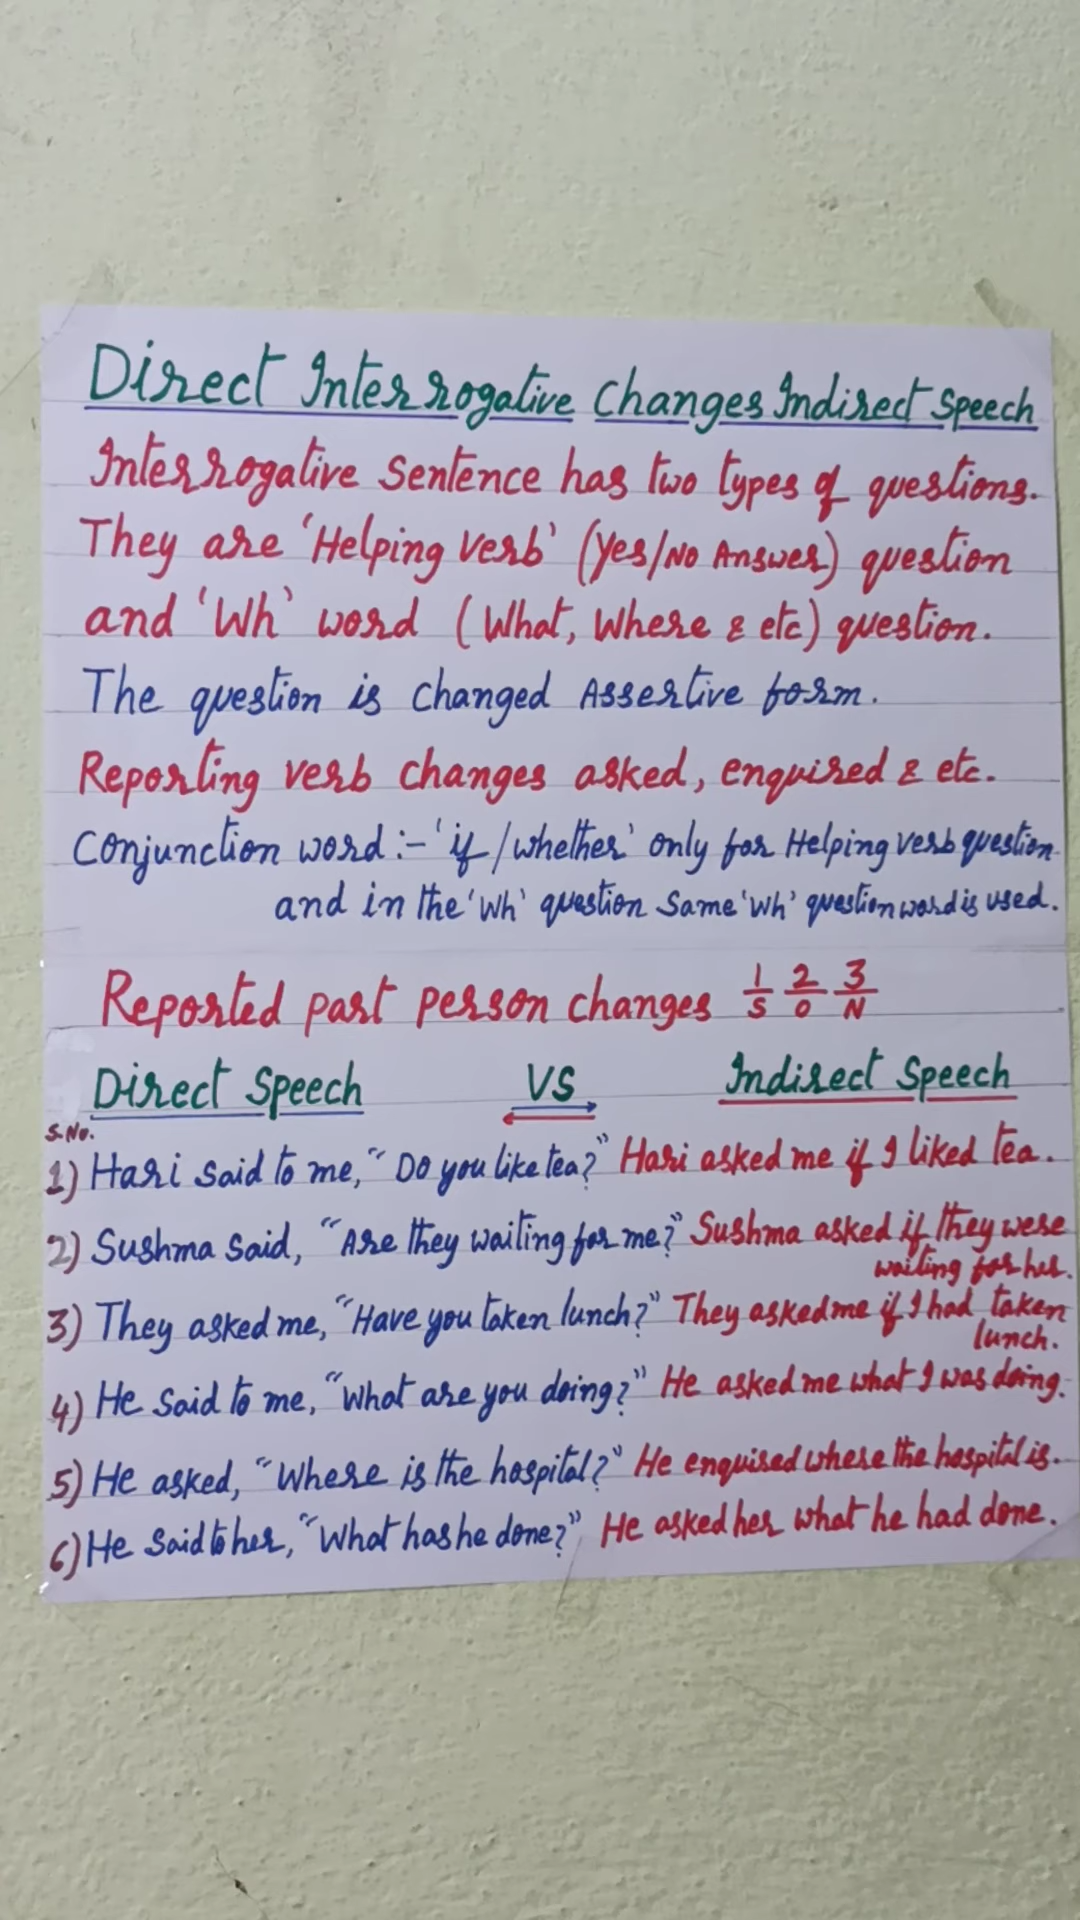 Direct Interrogative Changes Indirect Speech
Interrogative Sentence has two types of questions.
They are 'Helping verb' (Yes/No Answer) question
and 'Wh' word (What, Where & etc) question.
The question is changed Assertive form.
Reporting verb changes asked, enquired & etc.
Conjunction word :- 'if/whether' only for Helping verb question
and in the 'Wh' question Same 'Wh' question word is used.
Reported part person changes 1/S 2/O 3/N
Direct Speech VS Indirect Speech
S.No.
1) Hari said to me, "Do you like tea?" Hari asked me if I liked tea.
2) Sushma said, "Are they waiting for me?" Sushma asked if they were
waiting for her.
3) They asked me, "Have you taken lunch?" They asked me if I had taken
lunch.
4) He said to me, "What are you doing?" He asked me what I was doing.
5) He asked, "Where is the hospital?" He enquired where the hospital is.
6) He said to her, "What has he done?" He asked her what he had done.